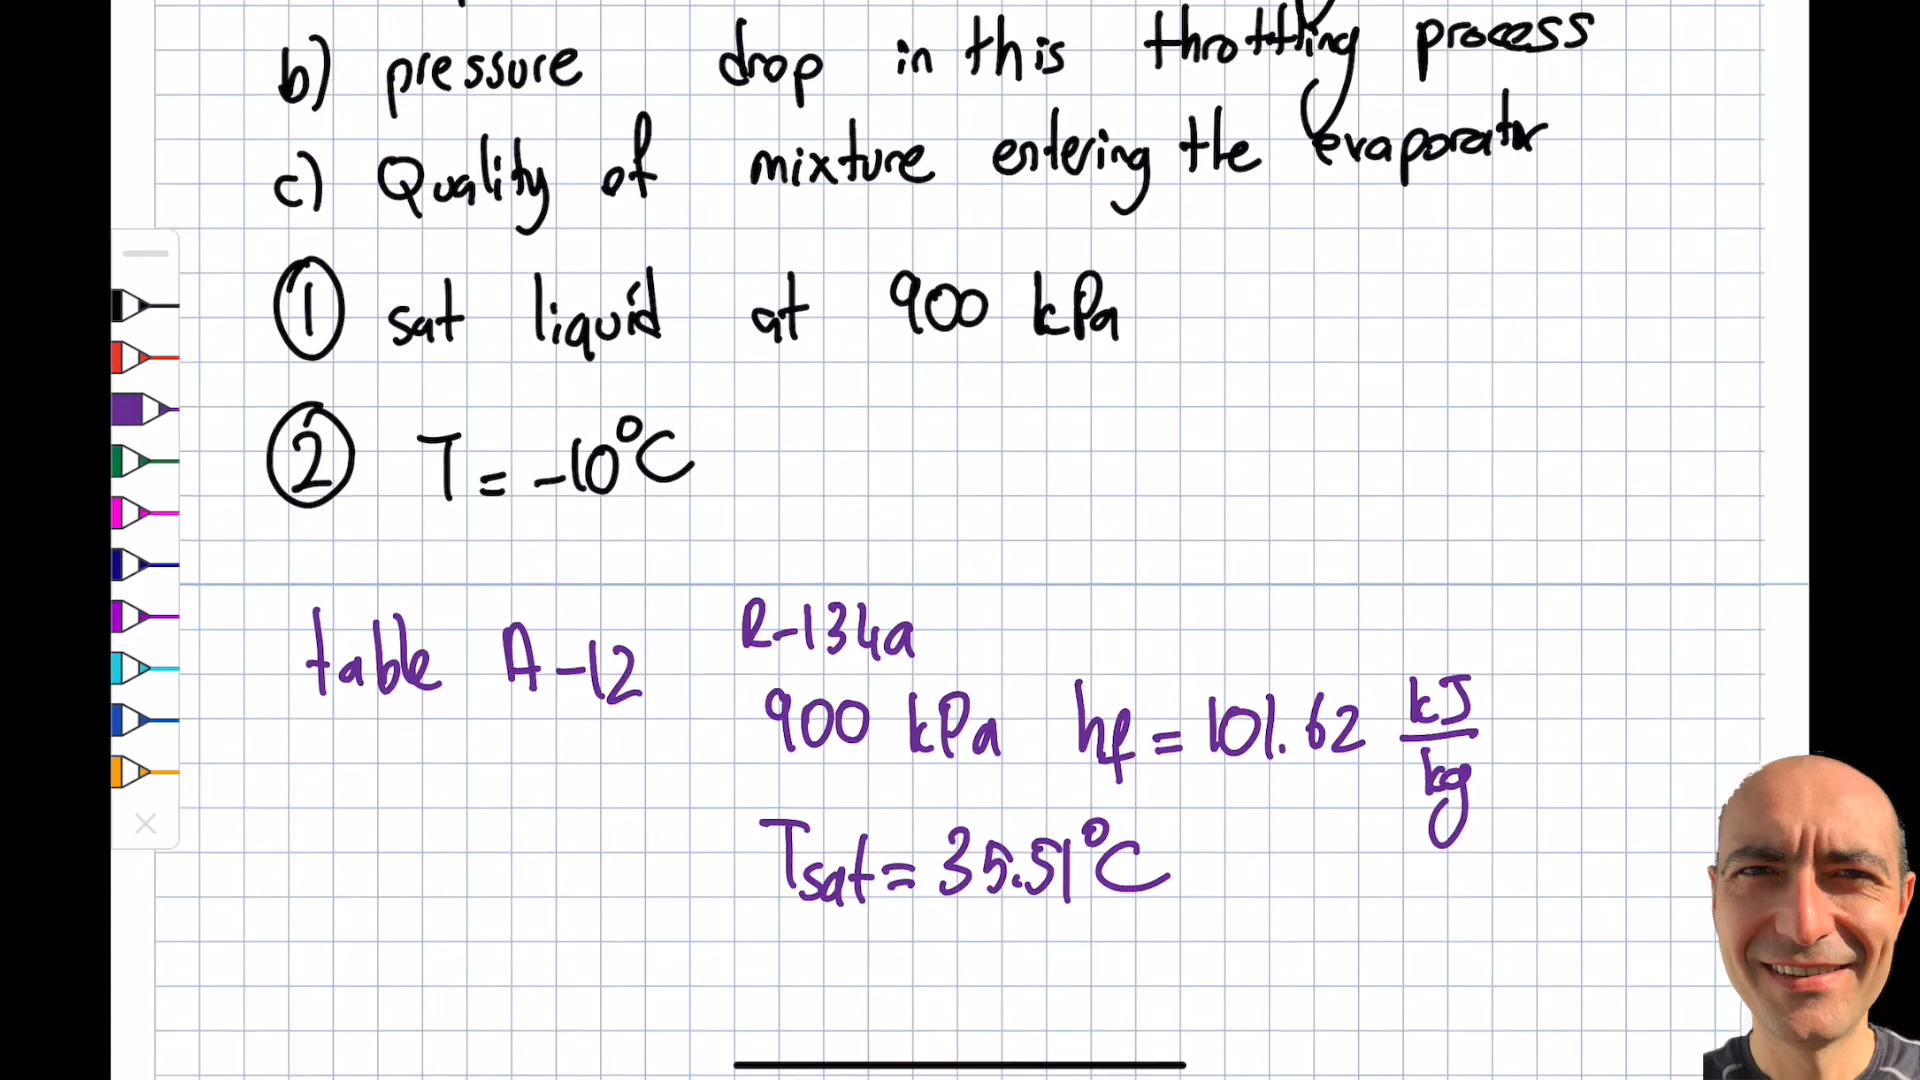 b) pressure drop in this throttling process
c) Quality of mixture entering the evaporator
① sat liquid at 900 kPa
② T = -10°C
table A-12 R-134a
900 kPa hf = 101.62 kJ/kg
Tsat = 35.51°C